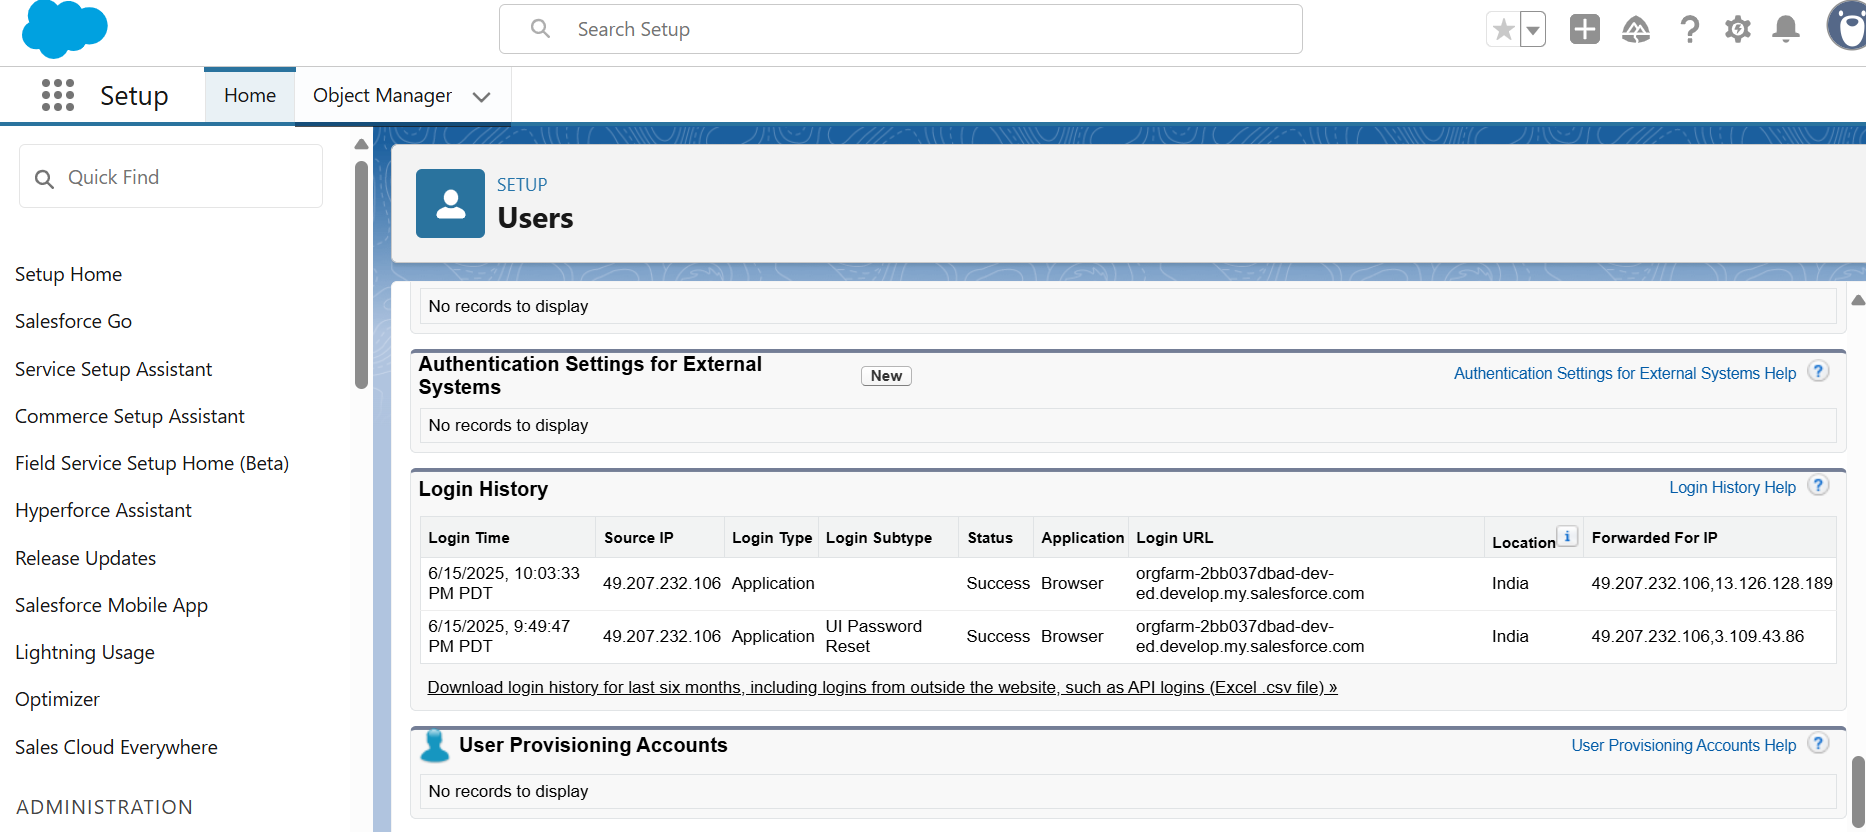 Search Setup
Setup
Home
Object Manager
Quick Find
Setup Home
Salesforce Go
Service Setup Assistant
Commerce Setup Assistant
Field Service Setup Home (Beta)
Hyperforce Assistant
Release Updates
Salesforce Mobile App
Lightning Usage
Optimizer
Sales Cloud Everywhere
ADMINISTRATION
SETUP
Users
No records to display
Authentication Settings for External
Systems
New
Authentication Settings for External Systems Help ?
No records to display
Login History
Login History Help ?
Login Time Source IP Login Type Login Subtype Status Application Login URL Location i Forwarded For IP
6/15/2025, 10:03:33
PM PDT
49.207.232.106 Application Success Browser
orgfarm-2bb037dbad-dev-
ed.develop.my.salesforce.com
India 49.207.232.106,13.126.128.189
6/15/2025, 9:49:47
PM PDT
49.207.232.106 Application
UI Password
Reset
Success Browser
orgfarm-2bb037dbad-dev-
ed.develop.my.salesforce.com
India 49.207.232.106,3.109.43.86
Download login history for last six months, including logins from outside the website, such as API logins (Excel .csv file) »
User Provisioning Accounts
User Provisioning Accounts Help ?
No records to display